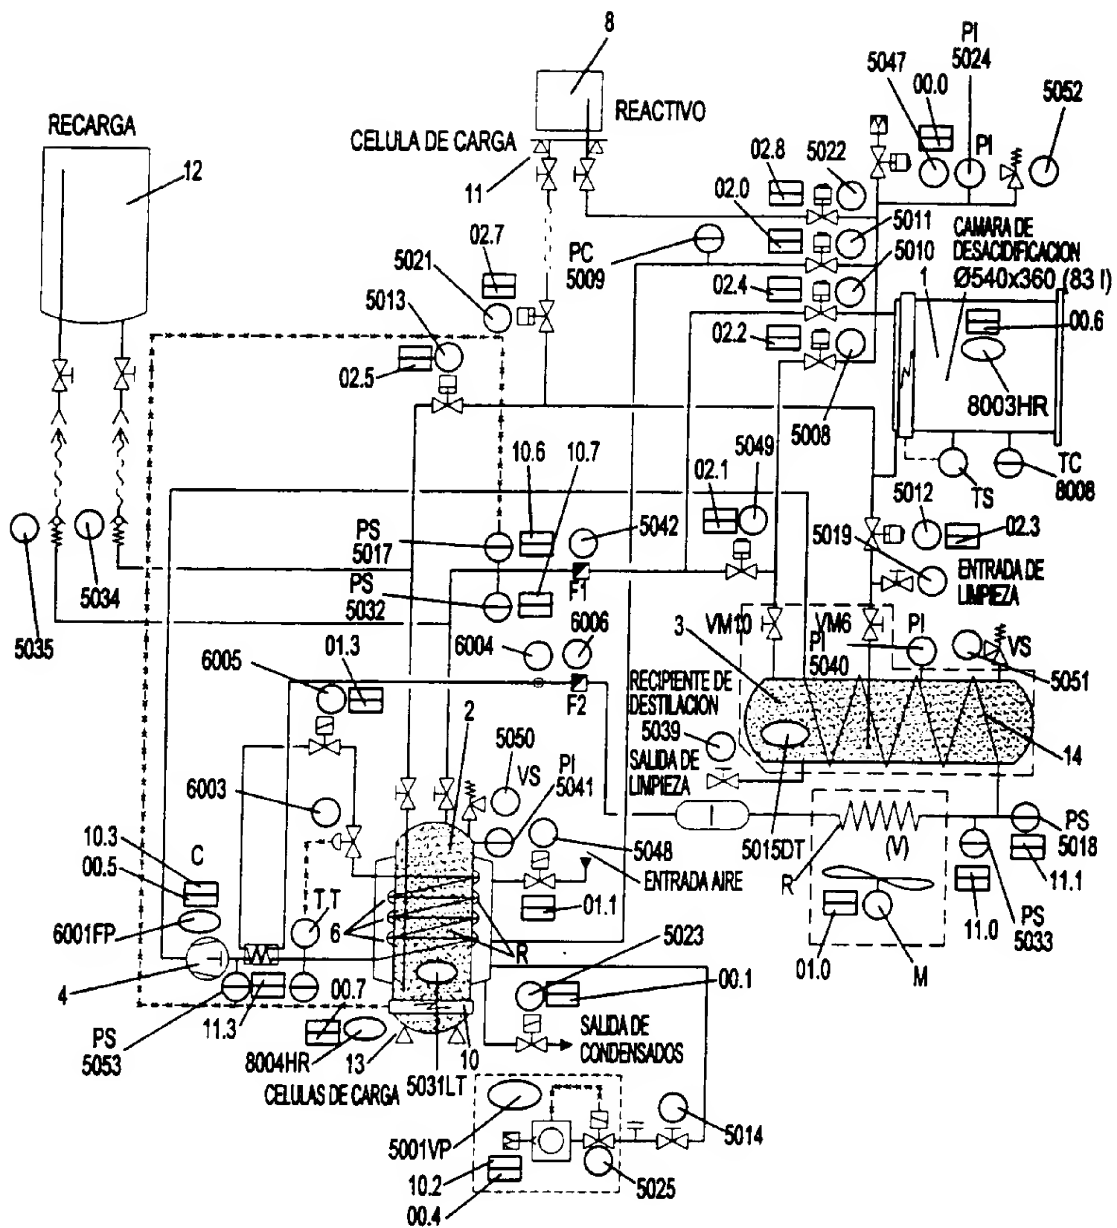 8
PI
5024
5047
00.0
5052
RECARGA
REACTIVO
CELULA DE CARGA
12
11
02.8
5022
PI
02.0
5011
CAMARA DE
DESACIDIFICACION
Ø540x360 (83 l)
02.7
5021
PC
5009
5010
02.4
1
00.6
5013
02.2
02.5
8003HR
5008
10.6
10.7
5049
02.1
TS
TC
8008
5012
PS
5017
5042
5019
02.3
5034
PS
5032
F1
ENTRADA DE
LIMPIEZA
5035
6004
6006
3
VM10
VM6
PI
5040
PI
VS
5051
01.3
6005
F2
RECIPIENTE DE
DESTILACION
5039
SALIDA DE
LIMPIEZA
2
5050
VS
PI
5041
14
6003
5048
ENTRADA AIRE
5015DT
R
(V)
PS
5018
10.3
C
00.5
T,T
6
R
01.1
11.1
6001FP
5023
11.0
PS
5033
01.0
M
4
00.7
00.1
11.3
PS
5053
8004HR
13
10
SALIDA DE
CONDENSADOS
CELULAS DE CARGA
5031LT
5001VP
5014
10.2
00.4
5025